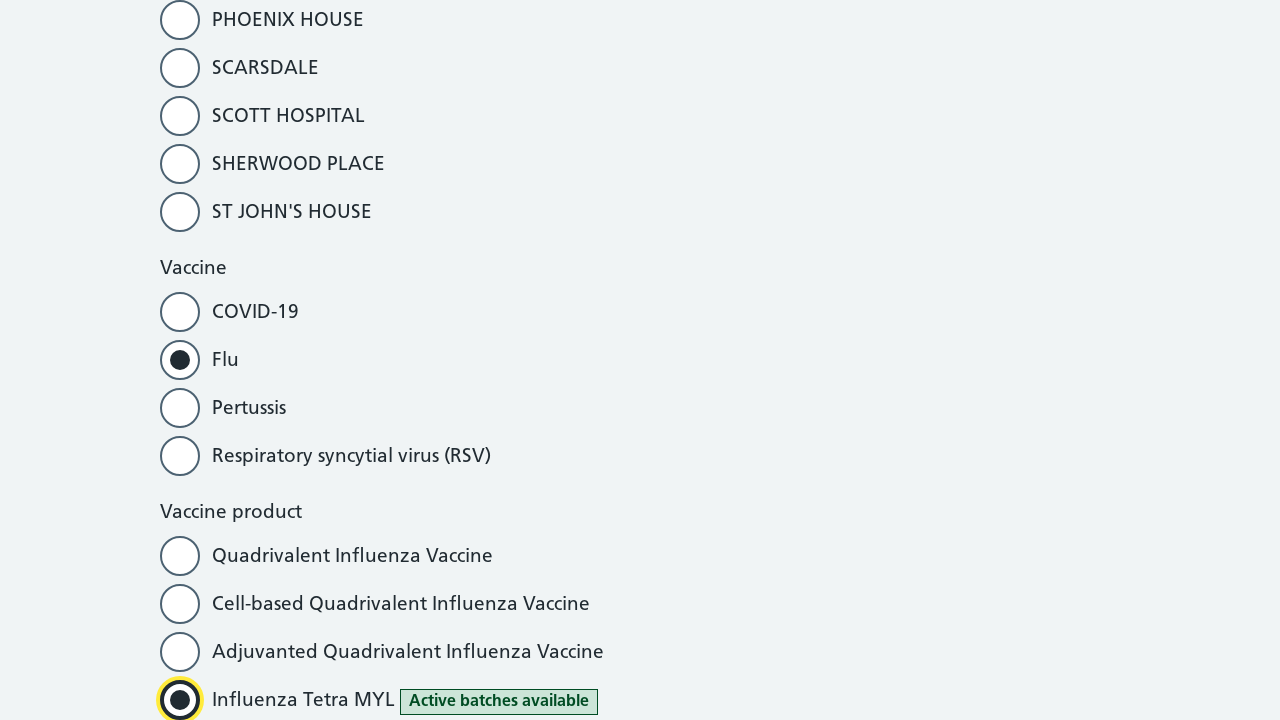 PHOENIX HOUSE
SCARSDALE
SCOTT HOSPITAL
SHERWOOD PLACE
ST JOHN'S HOUSE
Vaccine
COVID-19
Flu
Pertussis
Respiratory syncytial virus (RSV)
Vaccine product
Quadrivalent Influenza Vaccine
Cell-based Quadrivalent Influenza Vaccine
Adjuvanted Quadrivalent Influenza Vaccine
Influenza Tetra MYL Active batches available